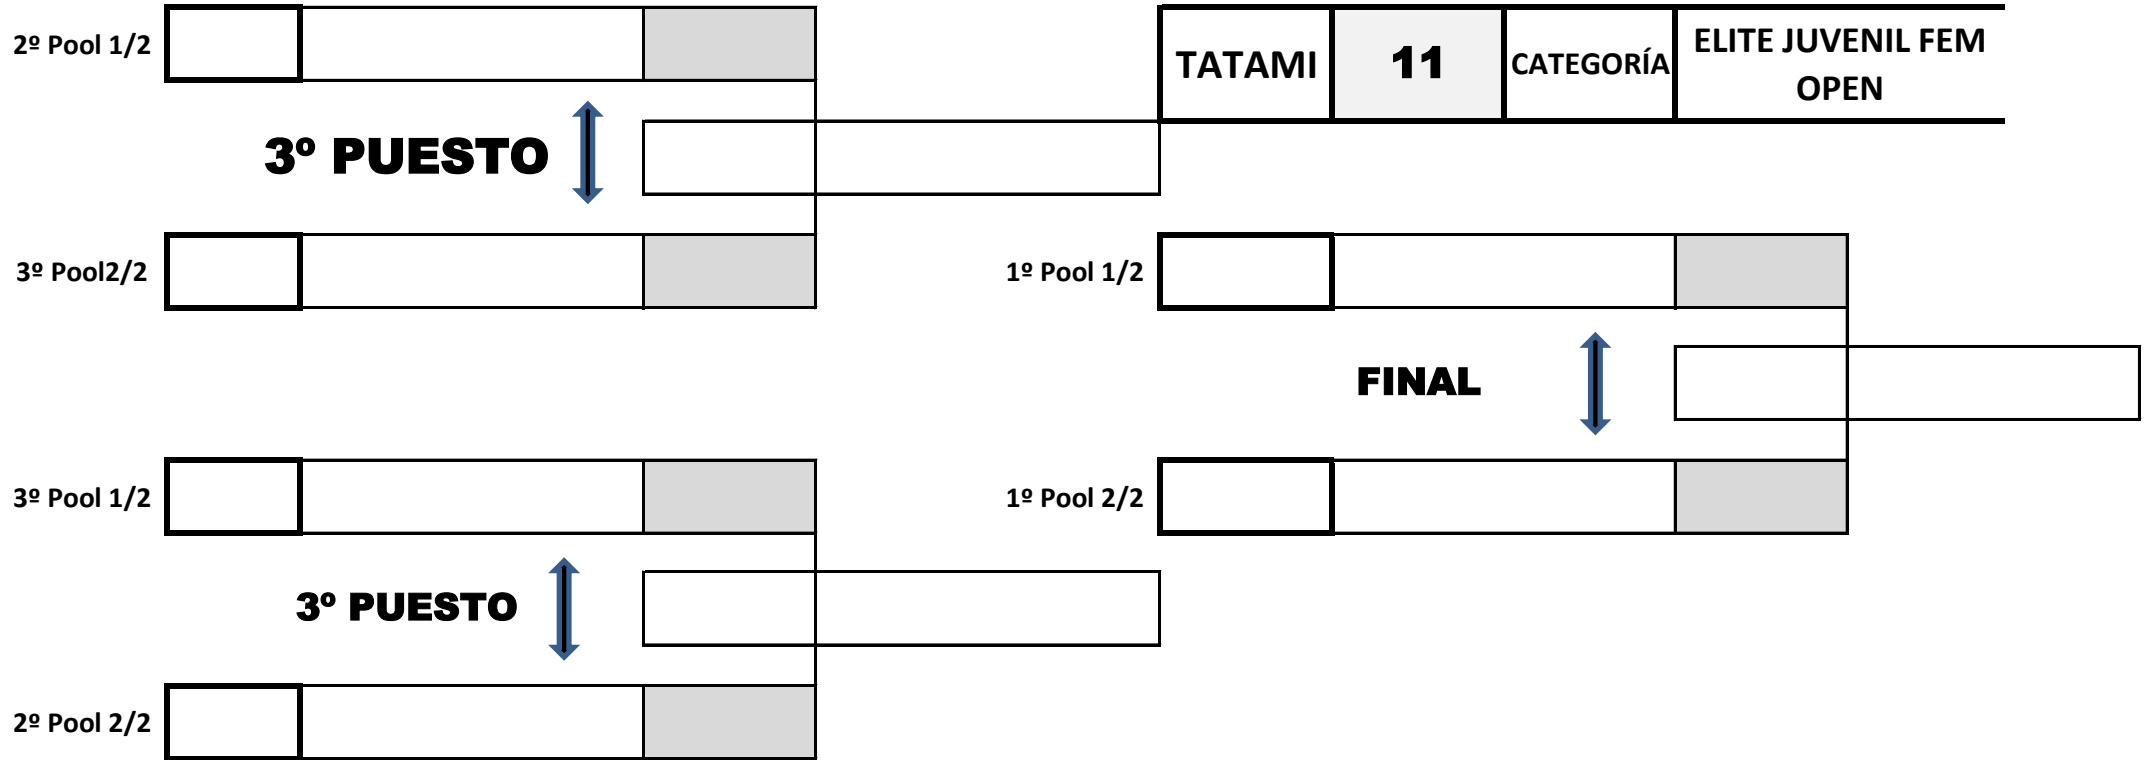 2º Pool 1/2
TATAMI 11 CATEGORÍA ELITE JUVENIL FEM
OPEN
3º PUESTO
3º Pool2/2
1º Pool 1/2
FINAL
3º Pool 1/2
1º Pool 2/2
3º PUESTO
2º Pool 2/2